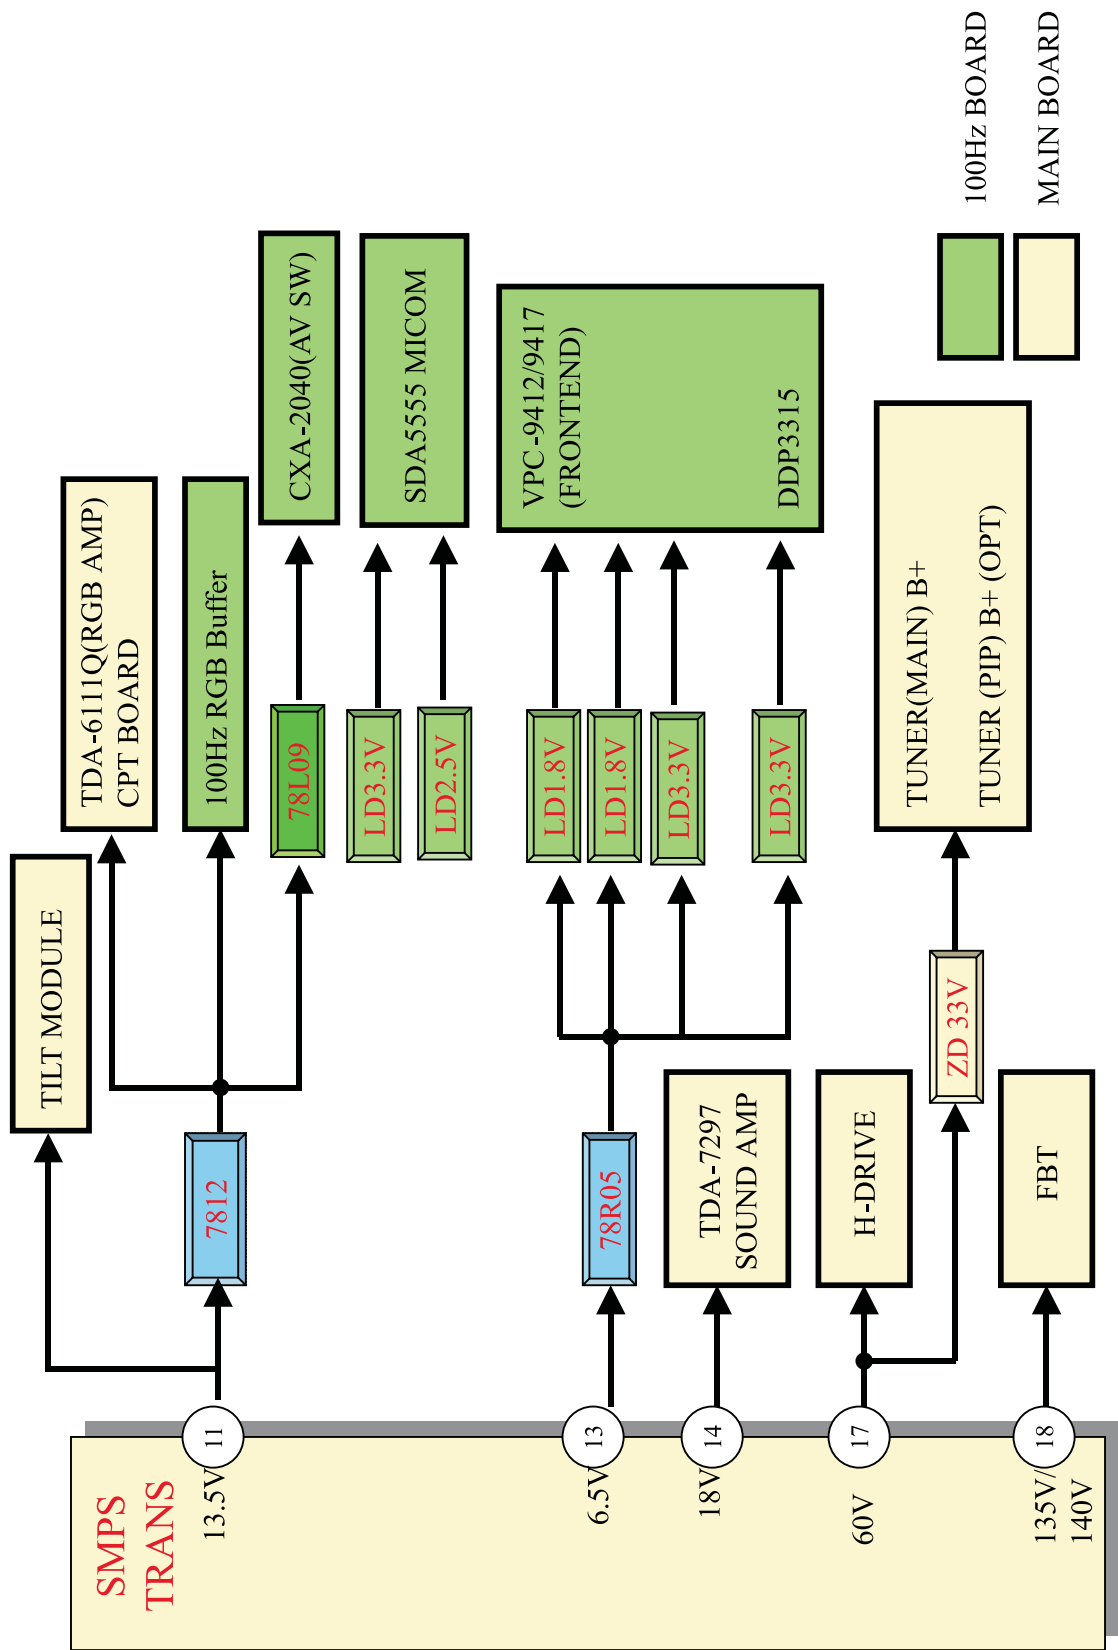 SMPS
TRANS
13.5V
11
6.5V
13
18V
14
60V
17
135V/
140V
18
TILT MODULE
7812
TDA-6111Q(RGB AMP)
CPT BOARD
100Hz RGB Buffer
78L09
CXA-2040(AV SW)
LD3.3V
LD2.5V
SDA5555 MICOM
78R05
LD1.8V
LD1.8V
LD3.3V
LD3.3V
VPC-9412/9417
(FRONTEND)
DDP3315
TDA-7297
SOUND AMP
H-DRIVE
ZD 33V
TUNER(MAIN) B+
TUNER (PIP) B+ (OPT)
FBT
100Hz BOARD
MAIN BOARD